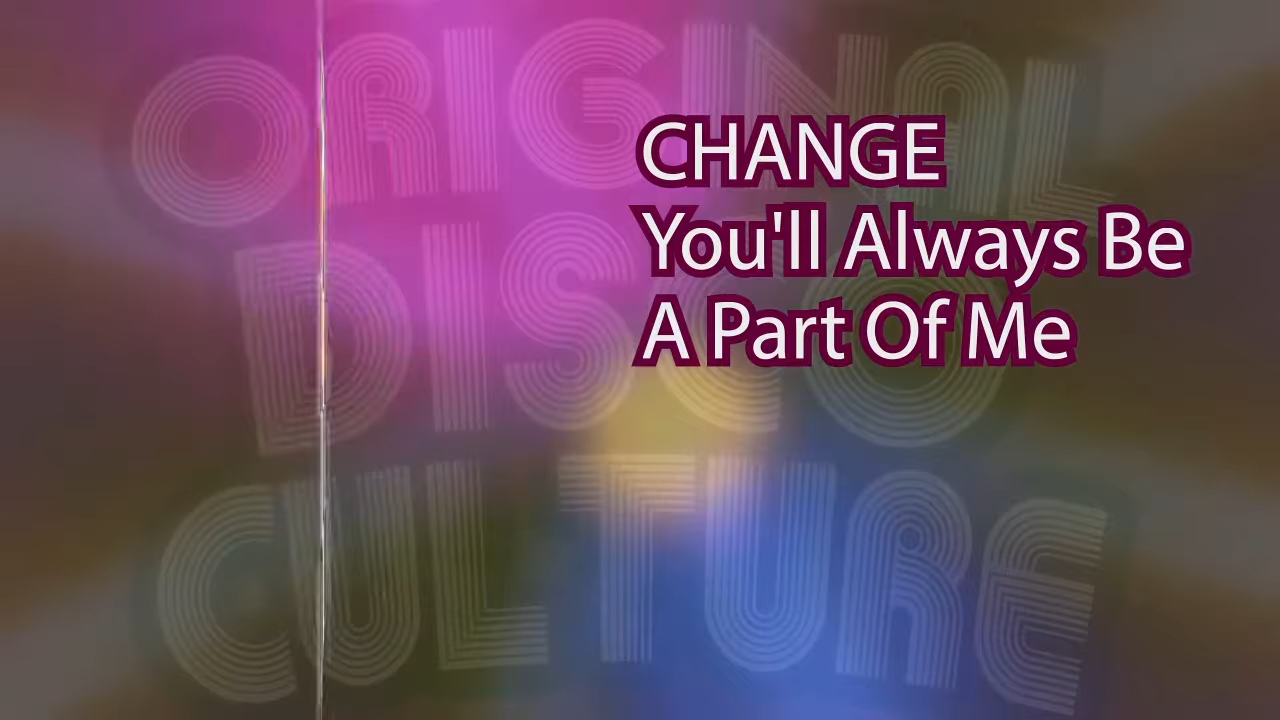 ORIGINAL
DISCO
CULTURE
CHANGE
You'll Always Be
A Part Of Me